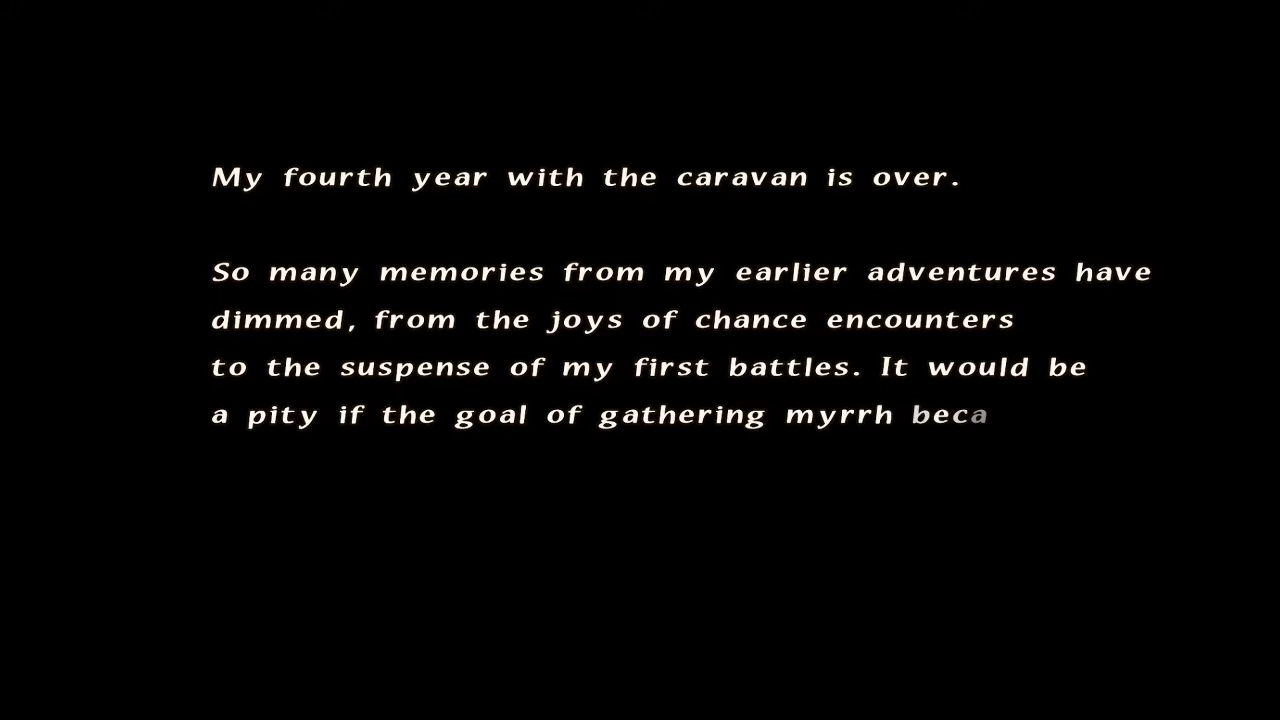 My fourth year with the caravan is over.
So many memories from my earlier adventures have
dimmed, from the joys of chance encounters
to the suspense of my first battles. It would be
a pity if the goal of gathering myrrh beca